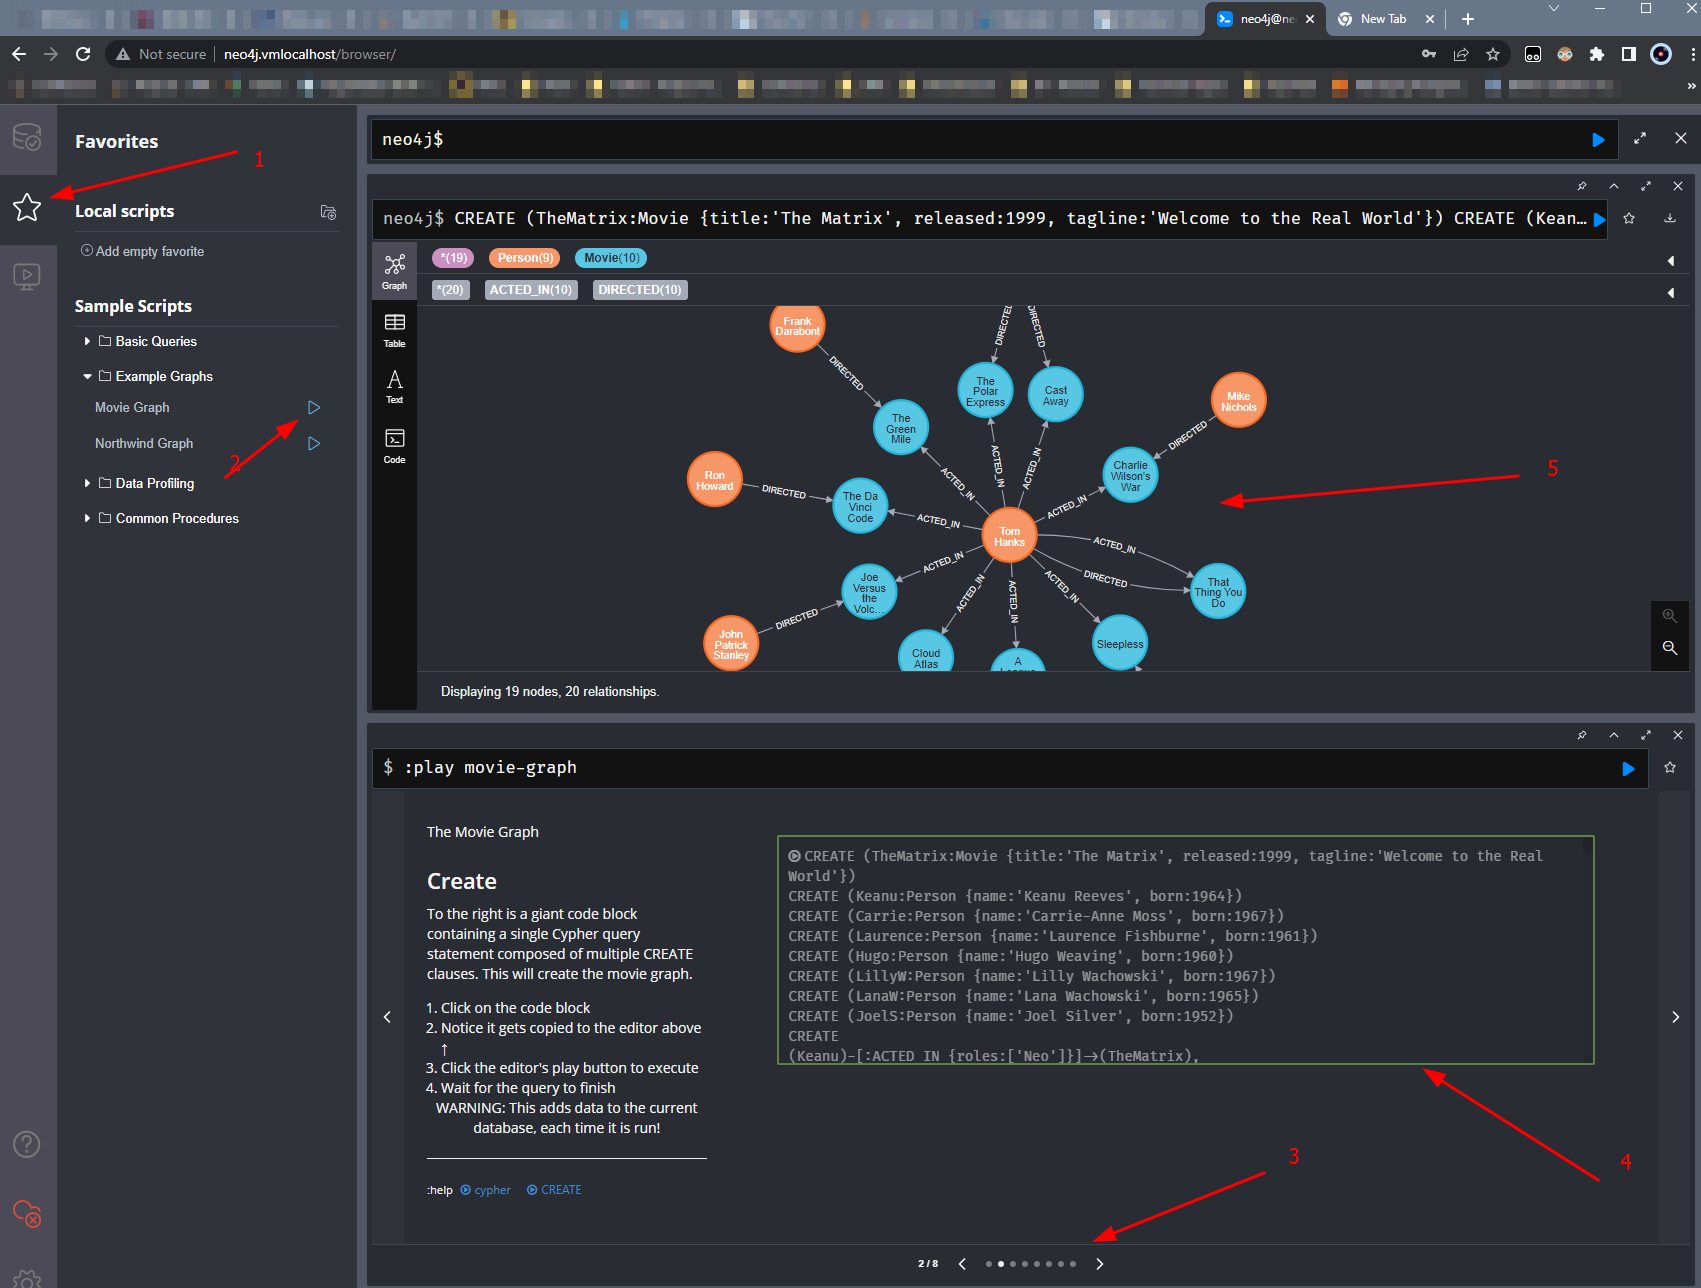 neo4j@ne
New Tab
Not secure
neo4j.vmlocalhost/browser/
Favorites
1
Local scripts
Add empty favorite
Sample Scripts
Basic Queries
Example Graphs
Movie Graph
Northwind Graph
2
Data Profiling
Common Procedures
neo4j$
neo4j$ CREATE (TheMatrix:Movie {title:'The Matrix', released:1999, tagline:'Welcome to the Real World'}) CREATE (Kean...
Graph
Table
Text
Code
*(19)
Person(9)
Movie(10)
*(20)
ACTED_IN(10)
DIRECTED(10)
Frank
Darabont
DIRECTED
DIRECTED
DIRECTED
The
Polar
Express
Cast
Away
Mike
Nichols
The
Green
Mile
DIRECTED
ACTED_IN
ACTED_IN
ACTED_IN
Charlie
Wilson's
War
5
Ron
Howard
DIRECTED
The Da
Vinci
Code
ACTED_IN
ACTED_IN
Tom
Hanks
ACTED_IN
DIRECTED
Joe
Versus
the
Volc...
ACTED_IN
ACTED_IN
ACTED_IN
ACTED_IN
That
Thing You
Do
John
Patrick
Stanley
DIRECTED
Cloud
Atlas
A
Sleepless
Displaying 19 nodes, 20 relationships.
$ :play movie-graph
The Movie Graph
Create
To the right is a giant code block
containing a single Cypher query
statement composed of multiple CREATE
clauses. This will create the movie graph.
1. Click on the code block
2. Notice it gets copied to the editor above
↑
3. Click the editor's play button to execute
4. Wait for the query to finish
WARNING: This adds data to the current
database, each time it is run!
:help cypher CREATE
CREATE (TheMatrix:Movie {title:'The Matrix', released:1999, tagline:'Welcome to the Real
World'})
CREATE (Keanu:Person {name:'Keanu Reeves', born:1964})
CREATE (Carrie:Person {name:'Carrie-Anne Moss', born:1967})
CREATE (Laurence:Person {name:'Laurence Fishburne', born:1961})
CREATE (Hugo:Person {name:'Hugo Weaving', born:1960})
CREATE (LillyW:Person {name:'Lilly Wachowski', born:1967})
CREATE (LanaW:Person {name:'Lana Wachowski', born:1965})
CREATE (JoelS:Person {name:'Joel Silver', born:1952})
CREATE
(Keanu)-[:ACTED_IN {roles:['Neo']}]->(TheMatrix),
3
4
2 / 8